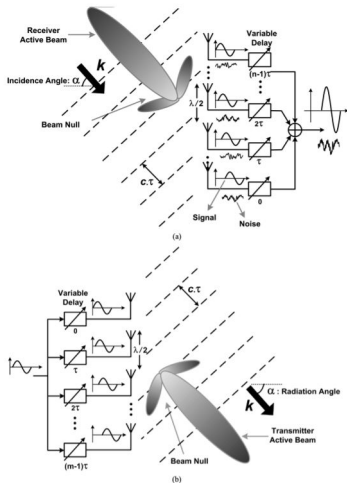 Receiver
Active Beam
k
Incidence Angle: α
Beam Null
c.τ
λ/2
Variable
Delay
(n-1)τ
2τ
τ
0
Signal
Noise
(a)
Variable
Delay
0
τ
2τ
(m-1)τ
λ/2
c.τ
α : Radiation Angle
k
Transmitter
Active Beam
Beam Null
(b)